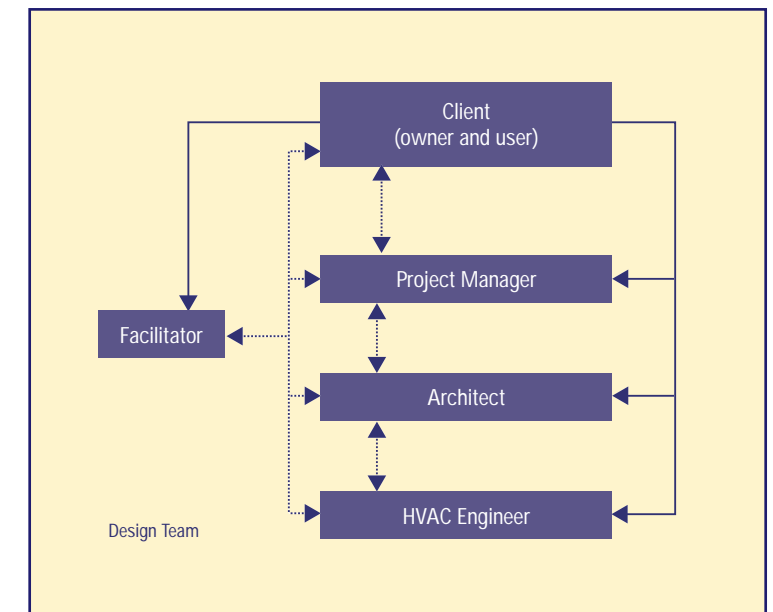 Client
(owner and user)
Project Manager
Facilitator
Architect
HVAC Engineer
Design Team